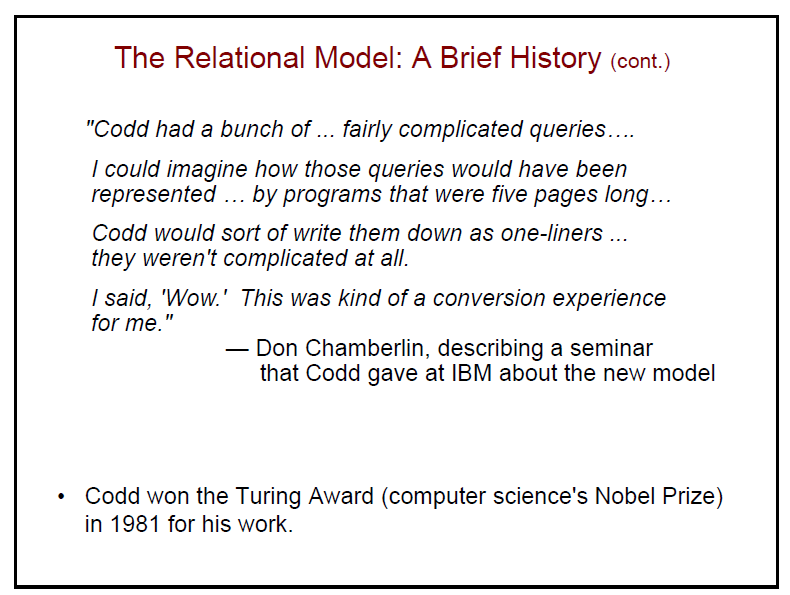 The Relational Model: A Brief History (cont.)
"Codd had a bunch of ... fairly complicated queries….
I could imagine how those queries would have been
represented … by programs that were five pages long…
Codd would sort of write them down as one-liners ...
they weren't complicated at all.
I said, 'Wow.'  This was kind of a conversion experience
for me."
— Don Chamberlin, describing a seminar
that Codd gave at IBM about the new model
• Codd won the Turing Award (computer science's Nobel Prize)
in 1981 for his work.